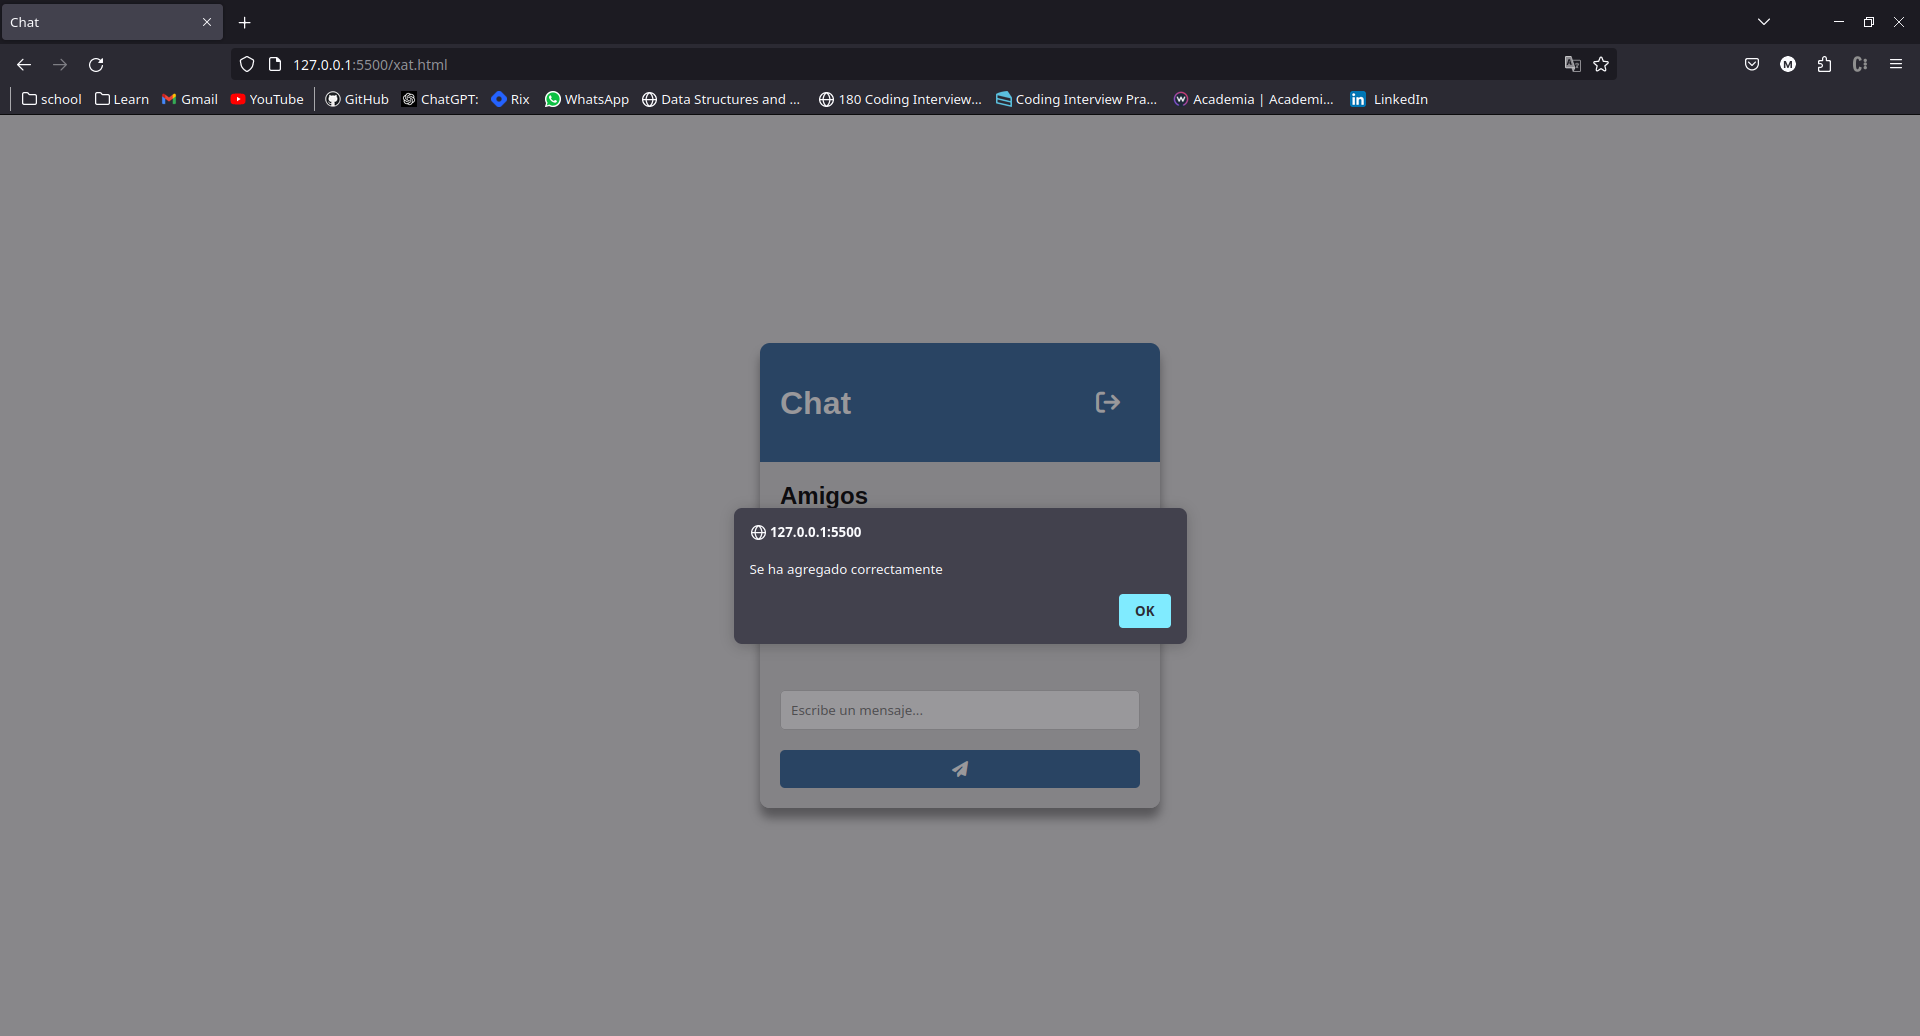 Chat
127.0.0.1:5500/xat.html
school Learn Gmail YouTube GitHub ChatGPT: Rix WhatsApp Data Structures and ... 180 Coding Interview... Coding Interview Pra... Academia | Academi... LinkedIn
Chat
Amigos
127.0.0.1:5500
Se ha agregado correctamente
OK
Escribe un mensaje...